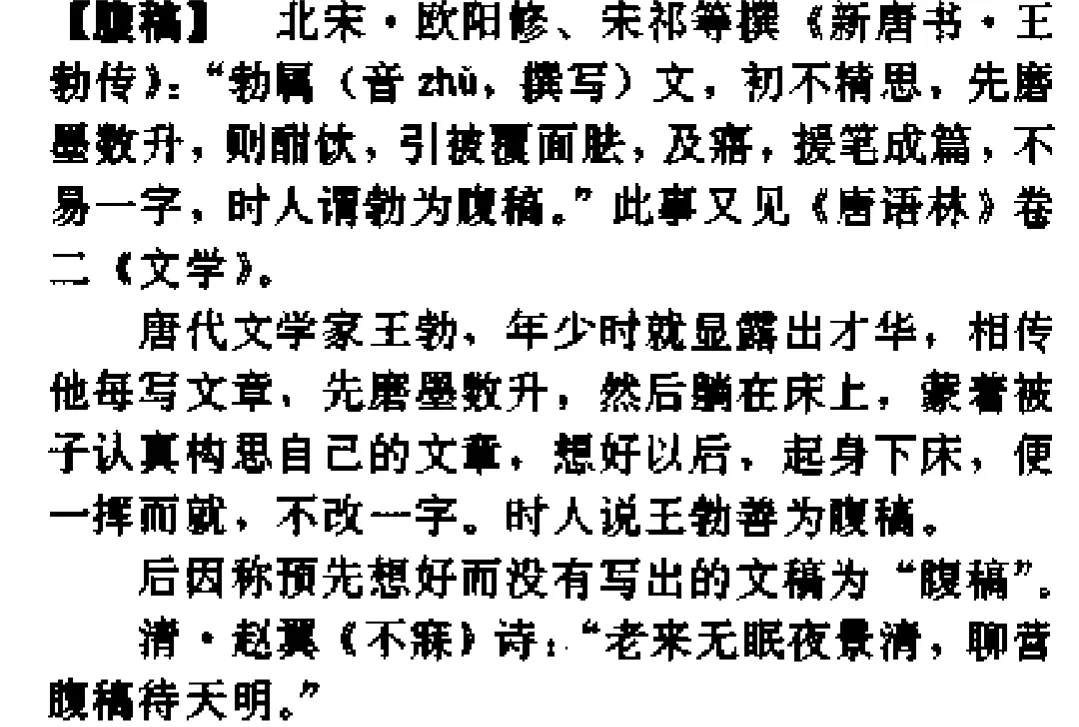 【腹稿】 北宋·欧阳修、宋祁等撰《新唐书·王
勃传》：“勃属（音zhǔ，撰写）文，初不精思，先磨
墨数升，则酣饮，引被覆面卧，及寤，援笔成篇，不
易一字，时人谓勃为腹稿。”此事又见《唐语林》卷
二《文学》。
唐代文学家王勃，年少时就显露出才华，相传
他每写文章，先磨墨数升，然后躺在床上，蒙着被
子认真构思自己的文章，想好以后，起身下床，便
一挥而就，不改一字。时人说王勃善为腹稿。
后因称预先想好而没有写出的文稿为“腹稿”。
清·赵翼《不寐》诗：“老来无眠夜景清，聊营
腹稿待天明。”